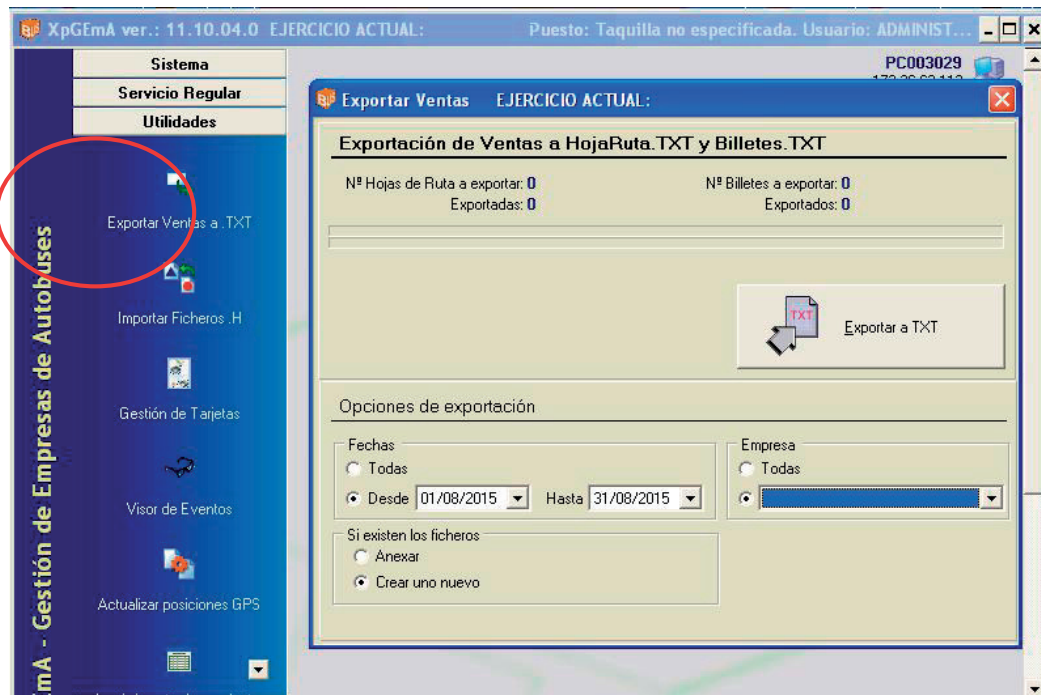 XpGEmA ver.: 11.10.04.0 EJERCICIO ACTUAL: Puesto: Taquilla no especificada. Usuario: ADMINIST...
Sistema
Servicio Regular
Utilidades
Exportar Ventas a .TXT
Importar Ficheros .H
Gestión de Tarjetas
Visor de Eventos
Actualizar posiciones GPS
EmA - Gestión de Empresas de Autobuses
PC003029
Exportar Ventas EJERCICIO ACTUAL:
Exportación de Ventas a HojaRuta.TXT y Billetes.TXT
Nº Hojas de Ruta a exportar: 0 Nº Billetes a exportar: 0
Exportadas: 0 Exportados: 0
TXT
Exportar a TXT
Opciones de exportación
Fechas
Todas
Desde 01/08/2015 Hasta 31/08/2015
Empresa
Todas
Si existen los ficheros
Anexar
Crear uno nuevo